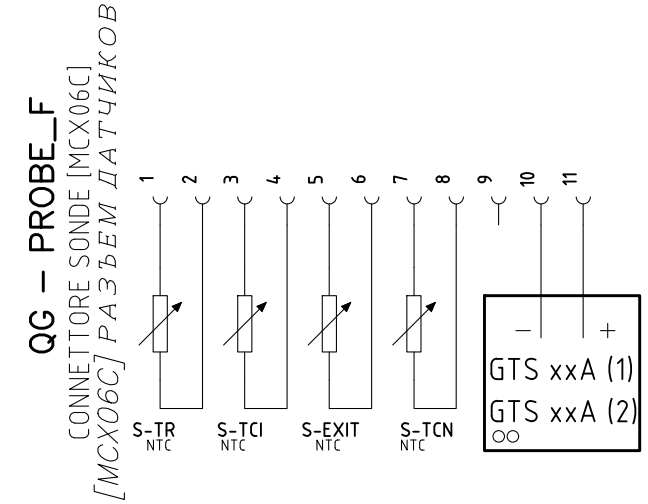 QG - PROBE_F
CONNETTORE SONDE [MCX06C]
[MCX06C] РАЗЪЕМ ДАТЧИКОВ
1 2 3 4 5 6 7 8 9 10 11
- +
GTS xxA (1)
GTS xxA (2)
S-TR S-TCI S-EXIT S-TCN
NTC NTC NTC NTC